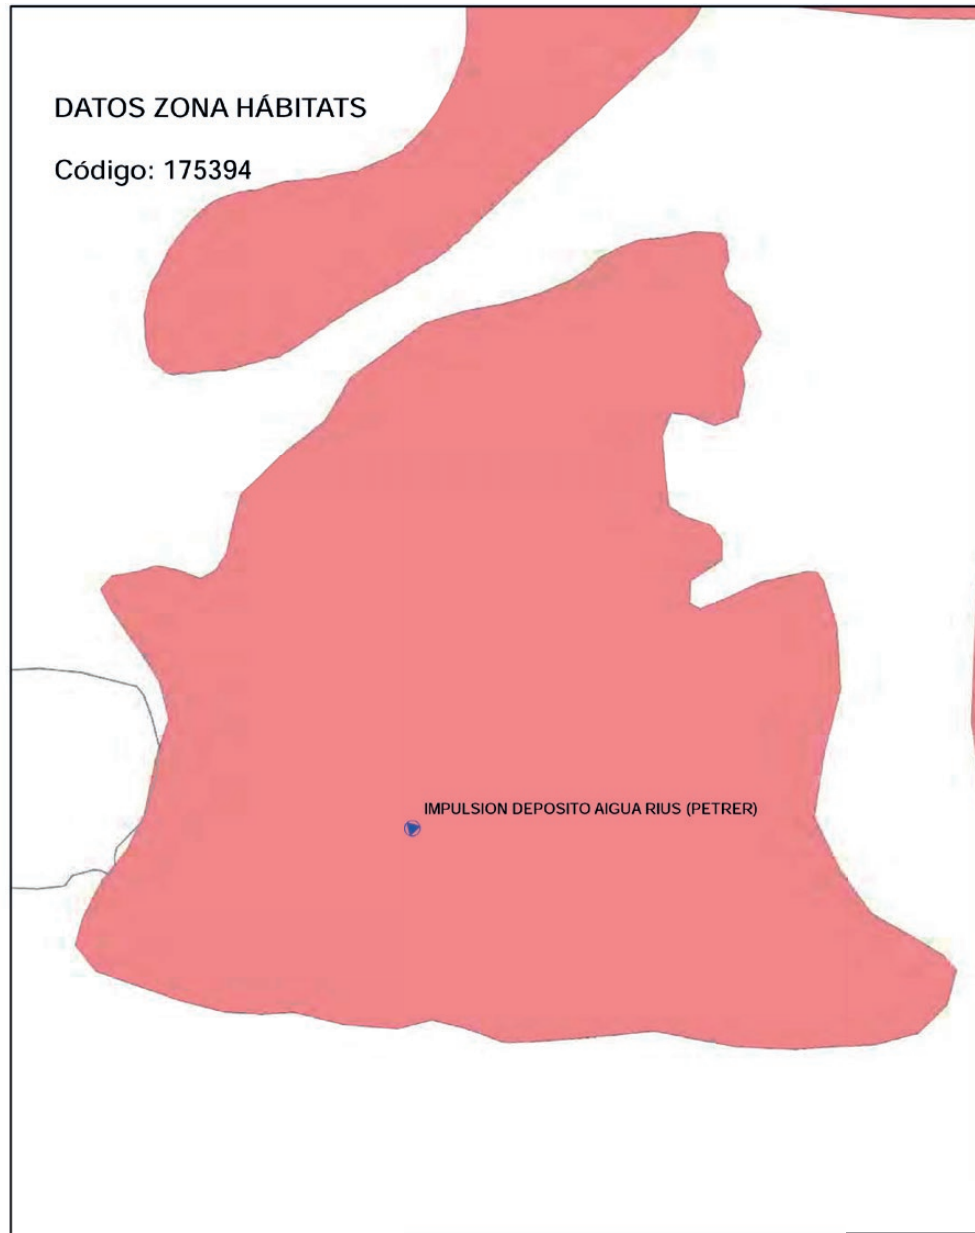 DATOS ZONA HÁBITATS
Código: 175394
IMPULSION DEPOSITO AIGUA RIUS (PETRER)